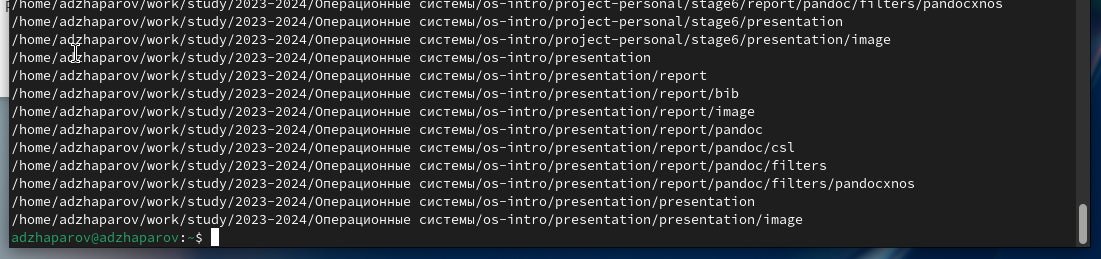 /home/adzhaparov/work/study/2023-2024/Операционные системы/os-intro/project-personal/stage6/report/pandoc/filters/pandocxnos
/home/adzhaparov/work/study/2023-2024/Операционные системы/os-intro/project-personal/stage6/presentation
/home/adzhaparov/work/study/2023-2024/Операционные системы/os-intro/project-personal/stage6/presentation/image
/home/adzhaparov/work/study/2023-2024/Операционные системы/os-intro/presentation
/home/adzhaparov/work/study/2023-2024/Операционные системы/os-intro/presentation/report
/home/adzhaparov/work/study/2023-2024/Операционные системы/os-intro/presentation/report/bib
/home/adzhaparov/work/study/2023-2024/Операционные системы/os-intro/presentation/report/image
/home/adzhaparov/work/study/2023-2024/Операционные системы/os-intro/presentation/report/pandoc
/home/adzhaparov/work/study/2023-2024/Операционные системы/os-intro/presentation/report/pandoc/csl
/home/adzhaparov/work/study/2023-2024/Операционные системы/os-intro/presentation/report/pandoc/filters
/home/adzhaparov/work/study/2023-2024/Операционные системы/os-intro/presentation/report/pandoc/filters/pandocxnos
/home/adzhaparov/work/study/2023-2024/Операционные системы/os-intro/presentation/presentation
/home/adzhaparov/work/study/2023-2024/Операционные системы/os-intro/presentation/presentation/image
adzhaparov@adzhaparov:~$